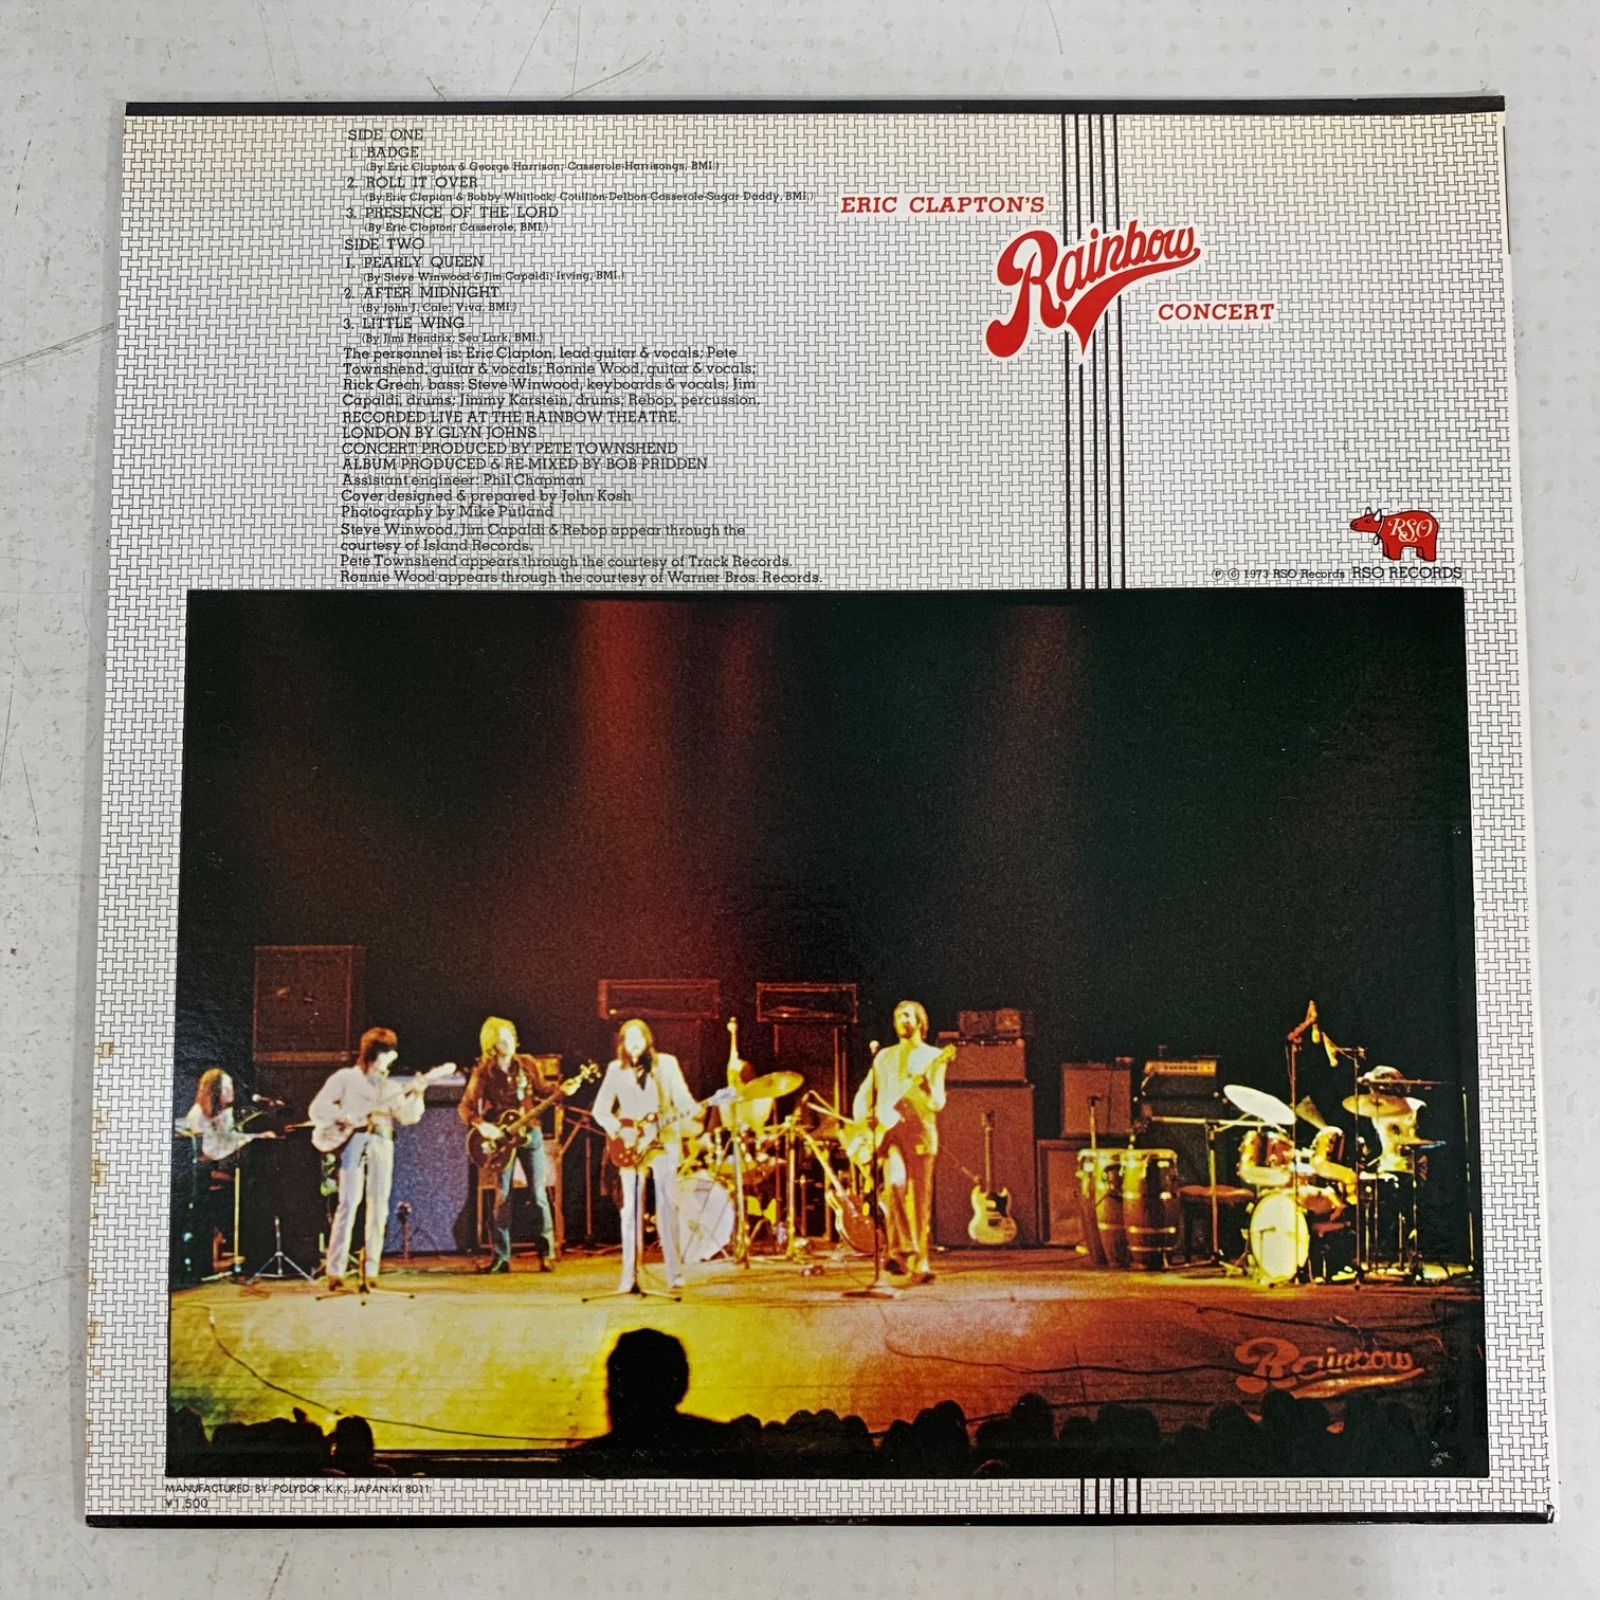 SIDE ONE
1. BADGE
(By Eric Clapton & George Harrison; Casserole-Harrisongs, BMI.)
2. ROLL IT OVER
(By Eric Clapton & Bobby Whitlock; Cotillion-Delbon-Casserole-Sugar Daddy, BMI.)
3. PRESENCE OF THE LORD
(By Eric Clapton; Casserole, BMI.)
SIDE TWO
1. PEARLY QUEEN
(By Steve Winwood & Jim Capaldi; Irving, BMI.)
2. AFTER MIDNIGHT
(By John J. Cale; Viva, BMI.)
3. LITTLE WING
(By Jimi Hendrix; Sea Lark, BMI.)
The personnel is: Eric Clapton, lead guitar & vocals; Pete
Townshend, guitar & vocals; Ronnie Wood, guitar & vocals;
Rick Grech, bass; Steve Winwood, keyboards & vocals; Jim
Capaldi, drums; Jimmy Karstein, drums; Rebop, percussion.
RECORDED LIVE AT THE RAINBOW THEATRE,
LONDON BY GLYN JOHNS
CONCERT PRODUCED BY PETE TOWNSHEND
ALBUM PRODUCED & RE-MIXED BY BOB PRIDDEN
Assistant engineer: Phil Chapman
Cover designed & prepared by John Kosh
Photography by Mike Putland
Steve Winwood, Jim Capaldi & Rebop appear through the
courtesy of Island Records.
Pete Townshend appears through the courtesy of Track Records.
Ronnie Wood appears through the courtesy of Warner Bros. Records.
ERIC CLAPTON'S
Rainbow
CONCERT
RSO
℗ © 1973 RSO Records RSO RECORDS
Rainbow
MANUFACTURED BY POLYDOR K.K., JAPAN KI 8011
¥1,500